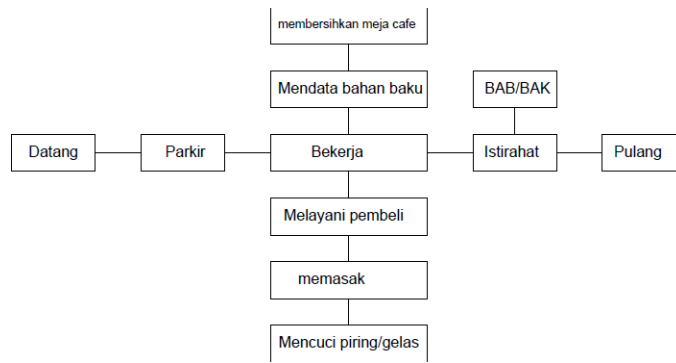 membersihkan meja cafe
Mendata bahan baku
BAB/BAK
Datang
Parkir
Bekerja
Istirahat
Pulang
Melayani pembeli
memasak
Mencuci piring/gelas